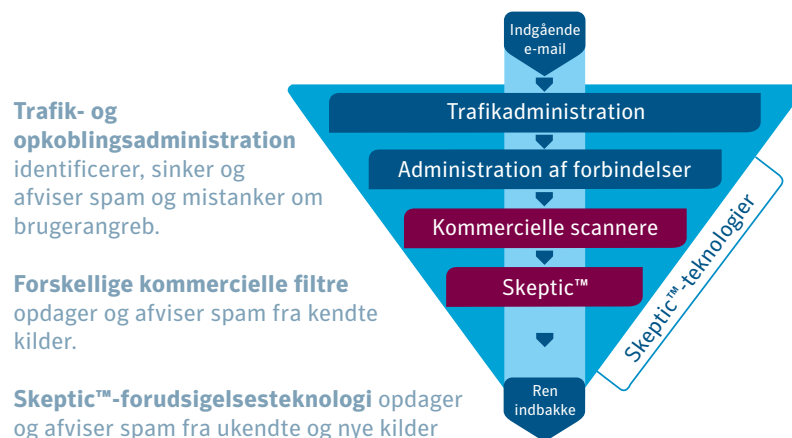 Indgående
e-mail
Trafikadministration
Administration af forbindelser
Kommercielle scannere
Skeptic™
Ren
indbakke
Skeptic™-teknologier
Trafik- og
opkoblingsadministration
identificerer, sinker og
afviser spam og mistanker om
brugerangreb.
Forskellige kommercielle filtre
opdager og afviser spam fra kendte
kilder.
Skeptic™-forudsigelsesteknologi opdager
og afviser spam fra ukendte og nye kilder